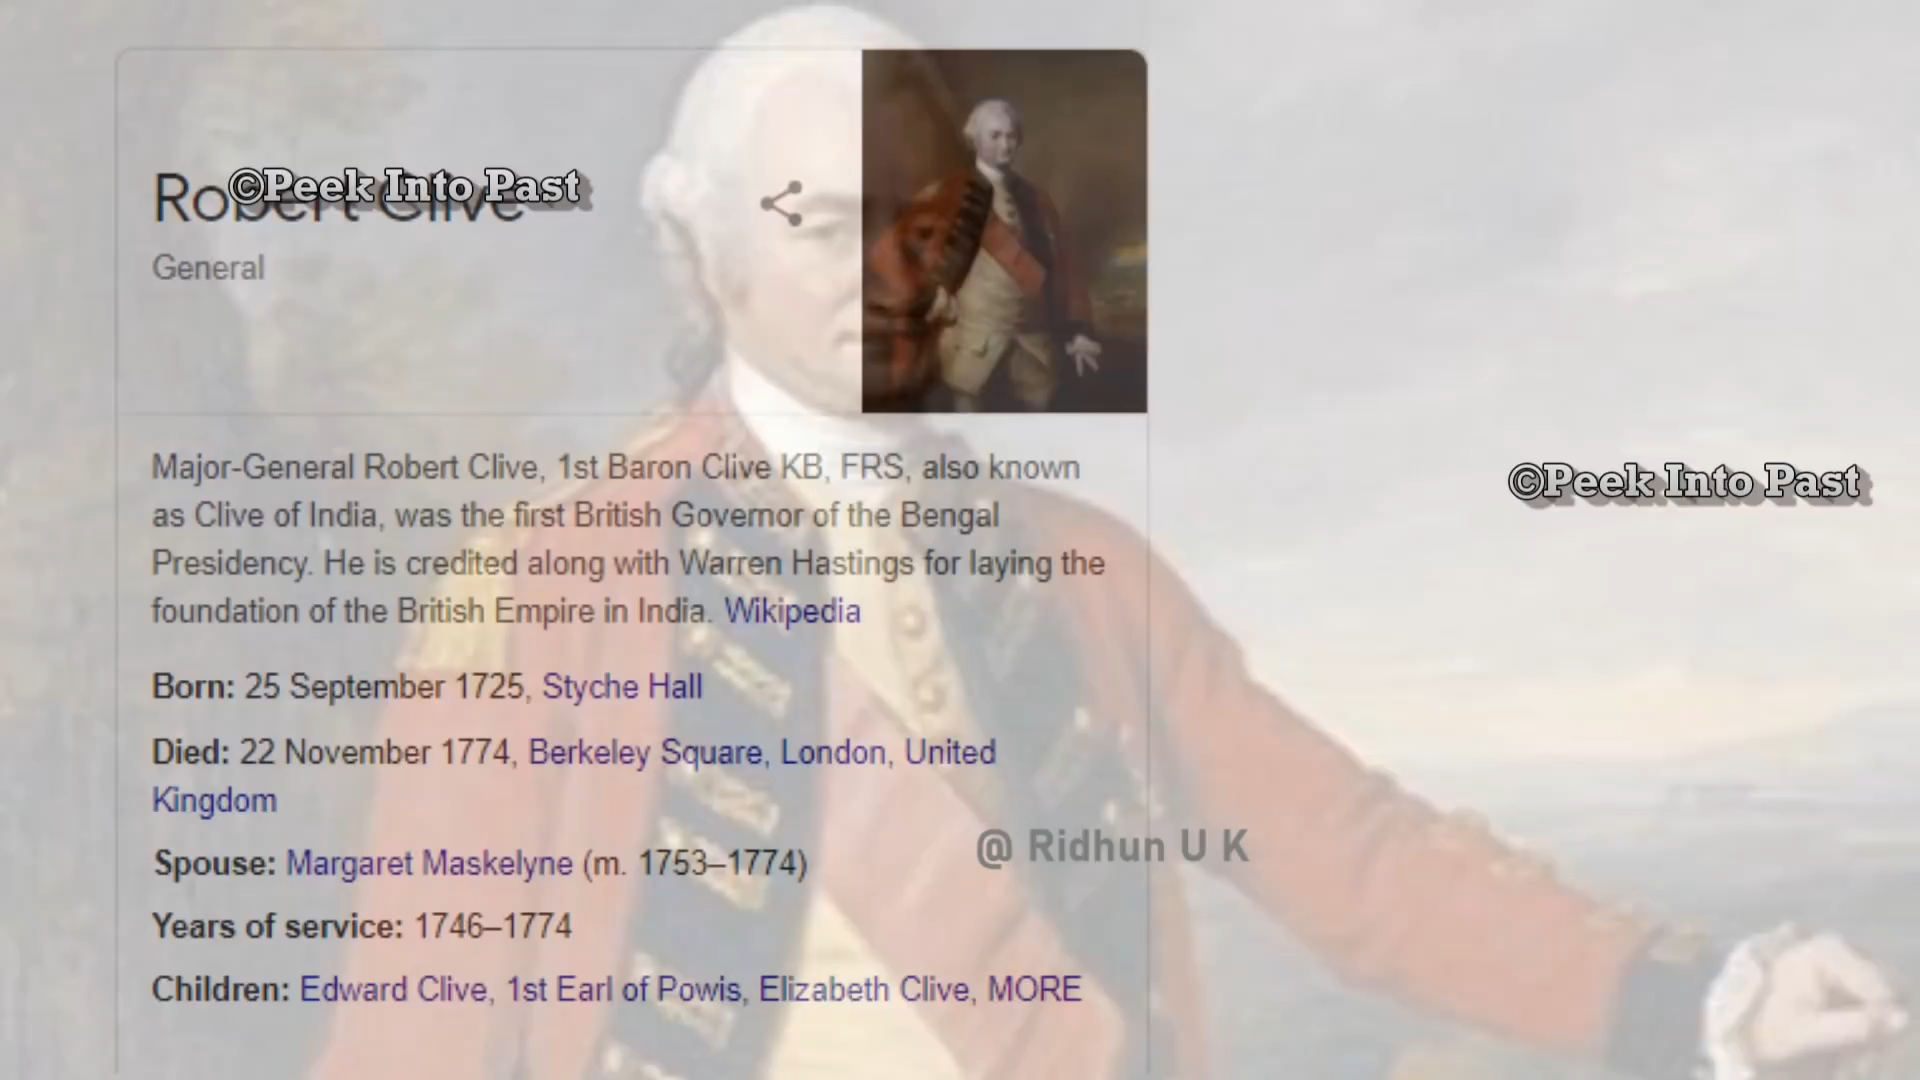 Robert Clive
©Peek Into Past
General
Major-General Robert Clive, 1st Baron Clive KB, FRS, also known
as Clive of India, was the first British Governor of the Bengal
Presidency. He is credited along with Warren Hastings for laying the
foundation of the British Empire in India. Wikipedia
©Peek Into Past
Born: 25 September 1725, Styche Hall
Died: 22 November 1774, Berkeley Square, London, United
Kingdom
@ Ridhun U K
Spouse: Margaret Maskelyne (m. 1753–1774)
Years of service: 1746–1774
Children: Edward Clive, 1st Earl of Powis, Elizabeth Clive, MORE